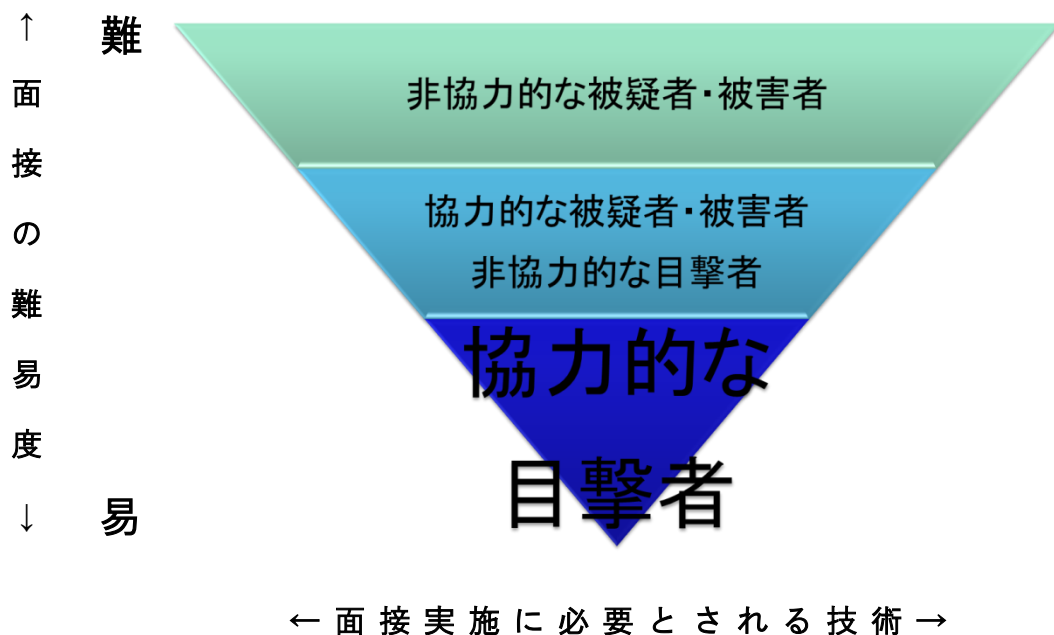 ↑面接の難易度↓
難
非協力的な被疑者・被害者
協力的な被疑者・被害者
非協力的な目撃者
協力的な
目撃者
易
←面接実施に必要とされる技術→